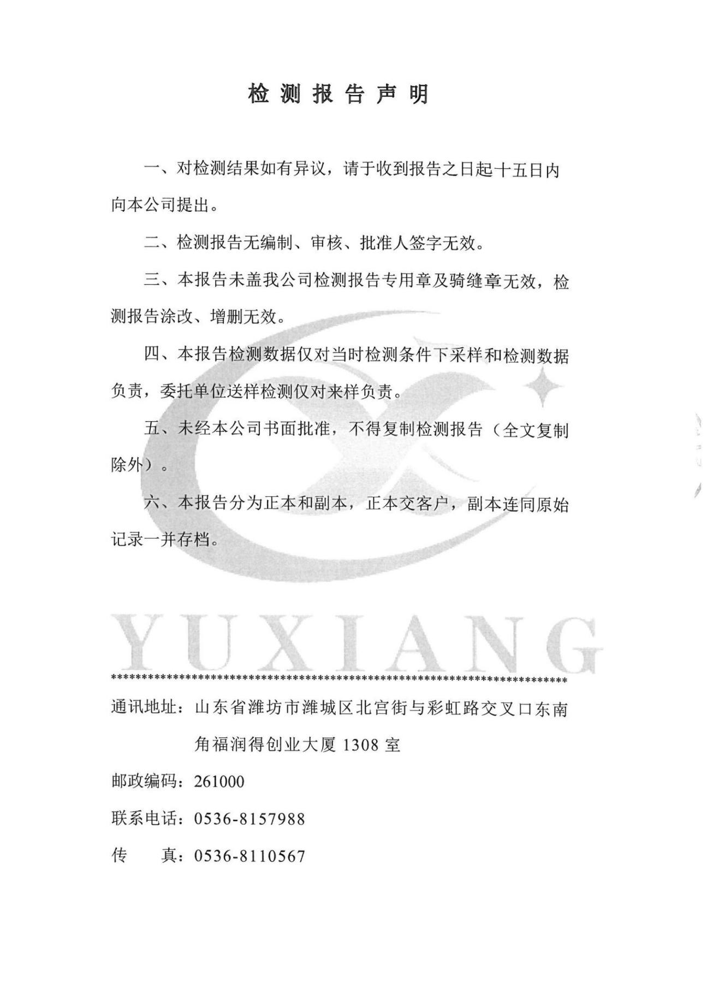 检测报告声明
一、对检测结果如有异议，请于收到报告之日起十五日内
向本公司提出。
二、检测报告无编制、审核、批准人签字无效。
三、本报告未盖我公司检测报告专用章及骑缝章无效，检
测报告涂改、增删无效。
四、本报告检测数据仅对当时检测条件下采样和检测数据
负责，委托单位送样检测仅对来样负责。
五、未经本公司书面批准，不得复制检测报告（全文复制
除外）。
六、本报告分为正本和副本，正本交客户，副本连同原始
记录一并存档。
YUXIANG
**************************************************************************
通讯地址：山东省潍坊市潍城区北宫街与彩虹路交叉口东南
角福润得创业大厦 1308 室
邮政编码：261000
联系电话：0536-8157988
传 真：0536-8110567